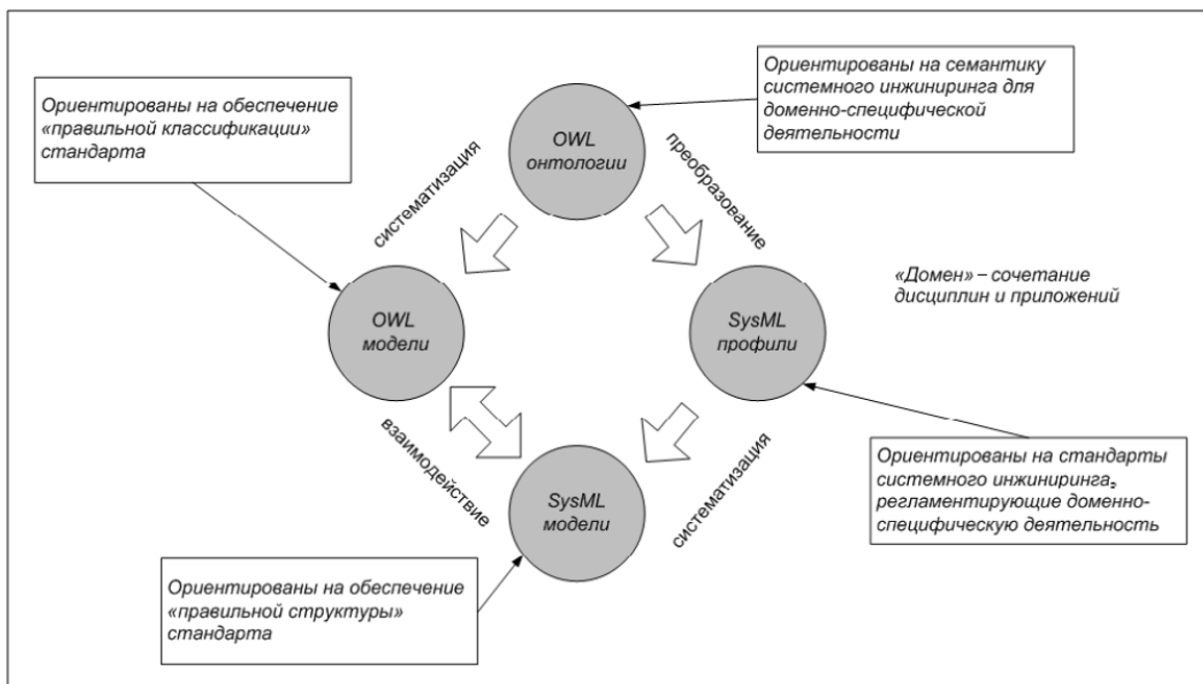 Ориентированы на семантику
системного инжиниринга для
доменно-специфической
деятельности
Ориентированы на обеспечение
«правильной классификации»
стандарта
OWL
онтологии
систематизация
преобразование
«Домен» – сочетание
дисциплин и приложений
OWL
модели
SysML
профили
взаимодействие
систематизация
SysML
модели
Ориентированы на стандарты
системного инжиниринга,
регламентирующие доменно-
специфическую деятельность
Ориентированы на обеспечение
«правильной структуры»
стандарта